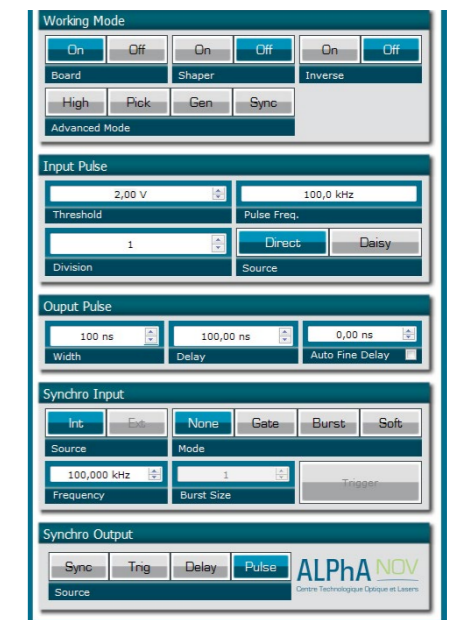 Working Mode
On Off On Off On Off
Board Shaper Inverse
High Pick Gen Sync
Advanced Mode
Input Pulse
2,00 V 100,0 kHz
Threshold Pulse Freq.
1 Direct Daisy
Division Source
Ouput Pulse
100 ns 100,00 ns 0,00 ns
Width Delay Auto Fine Delay
Synchro Input
Int Ext None Gate Burst Soft
Source Mode
100,000 kHz 1 Trigger
Frequency Burst Size
Synchro Output
Sync Trig Delay Pulse ALPhA NOV
Source Centre Technologique Optique et Lasers